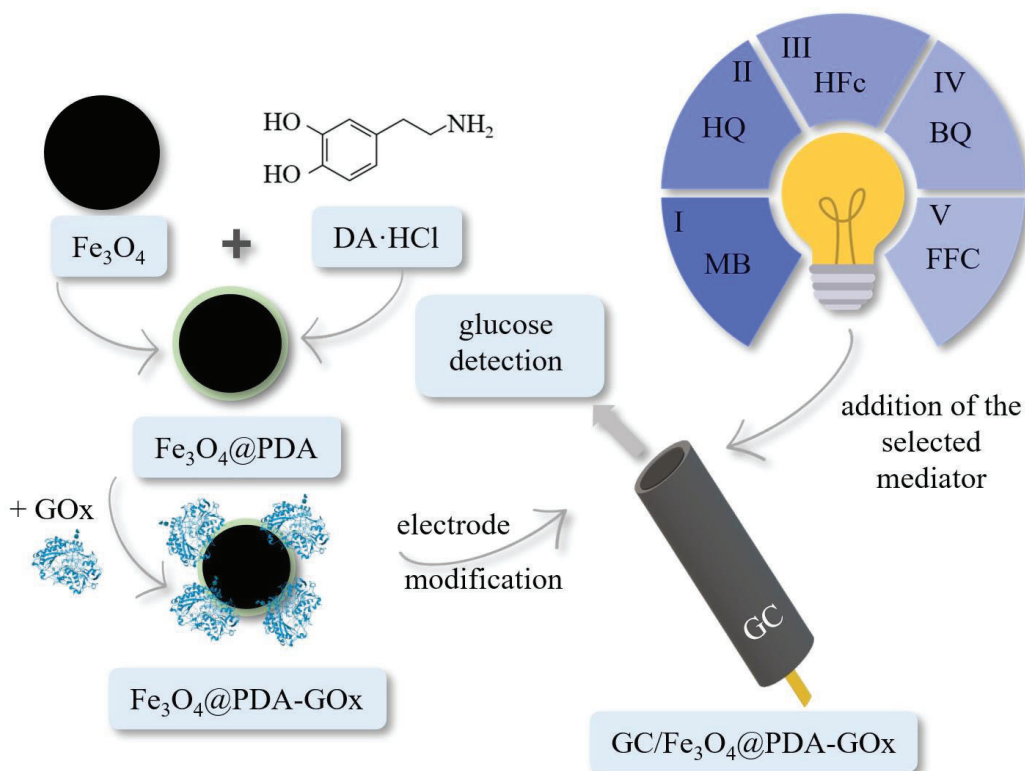 HO
HO
NH₂
Fe₃O₄
+
DA·HCl
Fe₃O₄@PDA
+ GOx
Fe₃O₄@PDA-GOx
electrode
modification
glucose
detection
I
MB
II
HQ
III
HFc
IV
BQ
V
FFC
addition of the
selected
mediator
GC
GC/Fe₃O₄@PDA-GOx